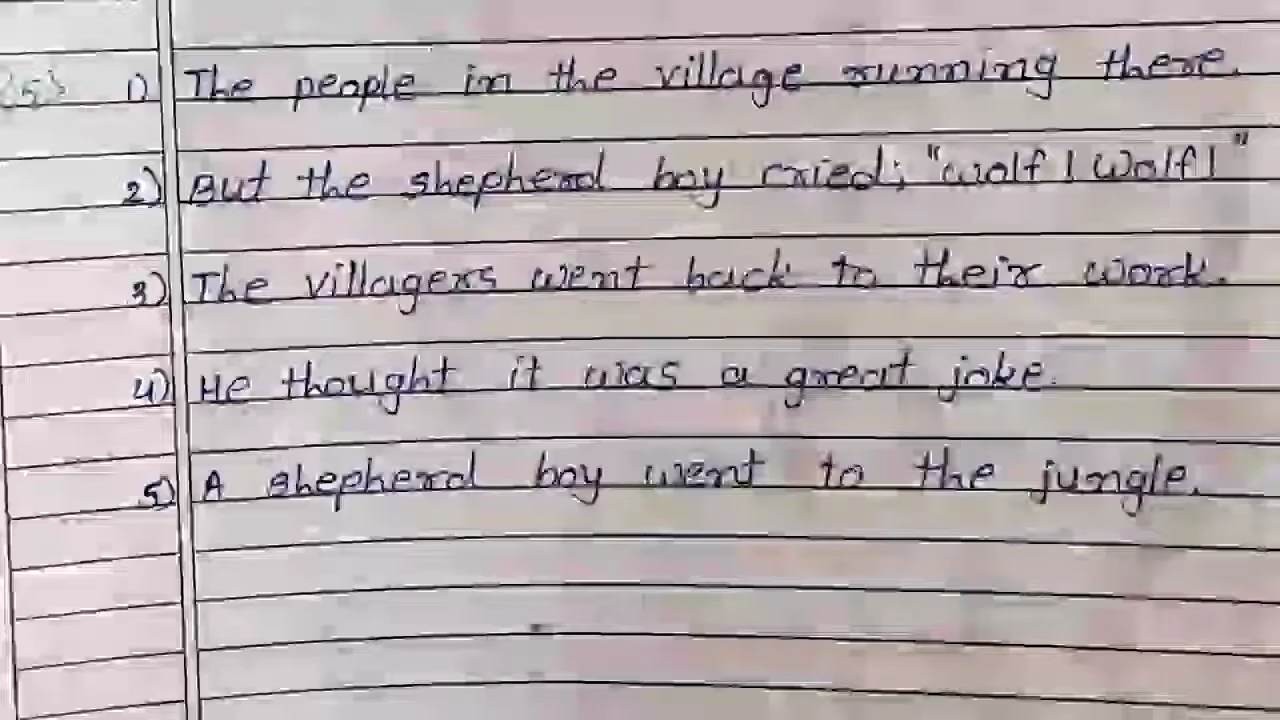 (5) 1) The people in the village running there.
2) But the shepherd boy cried; "wolf! Wolf!"
3) The villagers went back to their work.
4) He thought it was a great joke.
5) A shepherd boy went to the jungle.